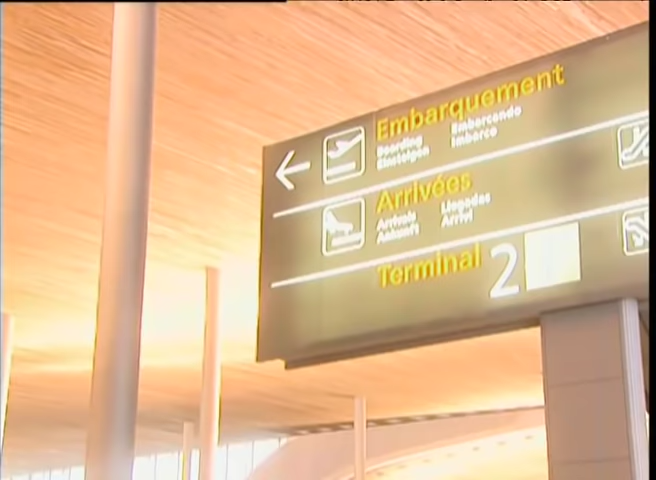 Embarquement
Boarding Embarcando
Einsteigen Imbarco
Arrivées
Arrivals Llegadas
Ankunft Arrivi
Terminal 2